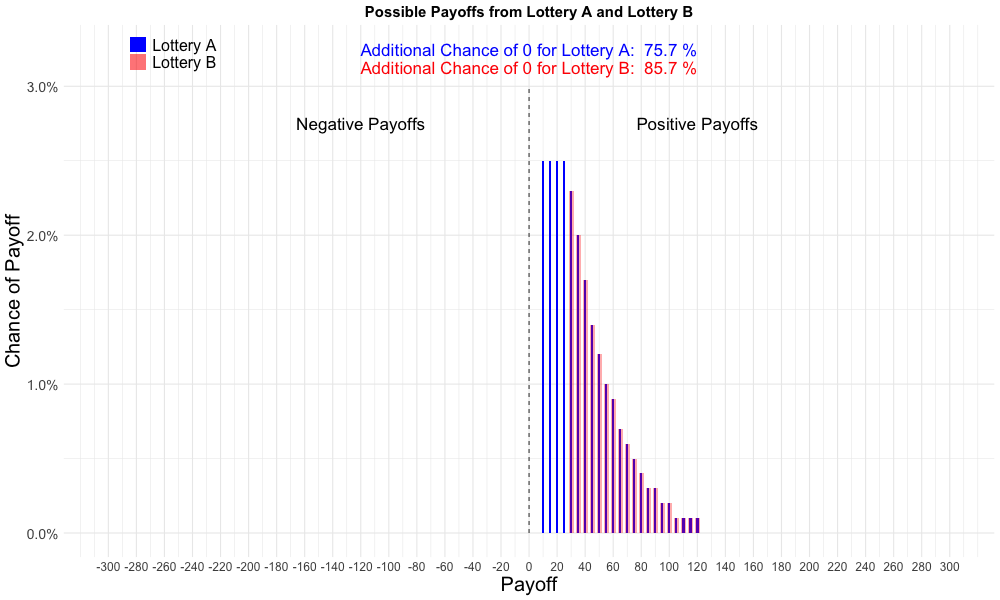 Possible Payoffs from Lottery A and Lottery B
Lottery A
Lottery B
Additional Chance of 0 for Lottery A: 75.7 %
Additional Chance of 0 for Lottery B: 85.7 %
Negative Payoffs
Positive Payoffs
Chance of Payoff
3.0%
2.0%
1.0%
0.0%
-300 -280 -260 -240 -220 -200 -180 -160 -140 -120 -100 -80 -60 -40 -20 0 20 40 60 80 100 120 140 160 180 200 220 240 260 280 300
Payoff